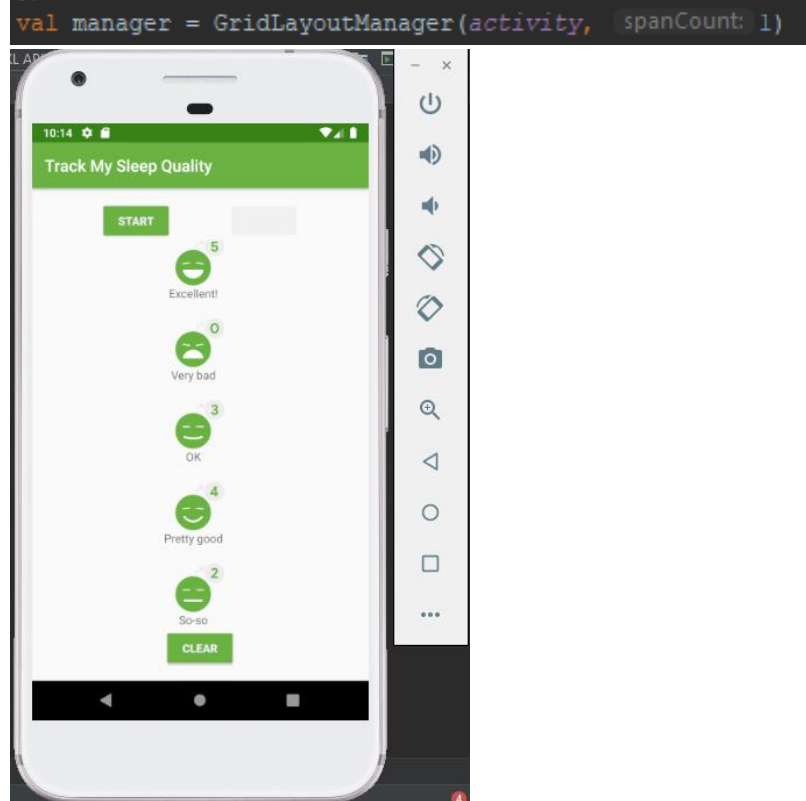 val manager = GridLayoutManager(activity, spanCount: 1)
10:14
Track My Sleep Quality
START
5
Excellent!
0
Very bad
3
OK
4
Pretty good
2
So-so
CLEAR
4